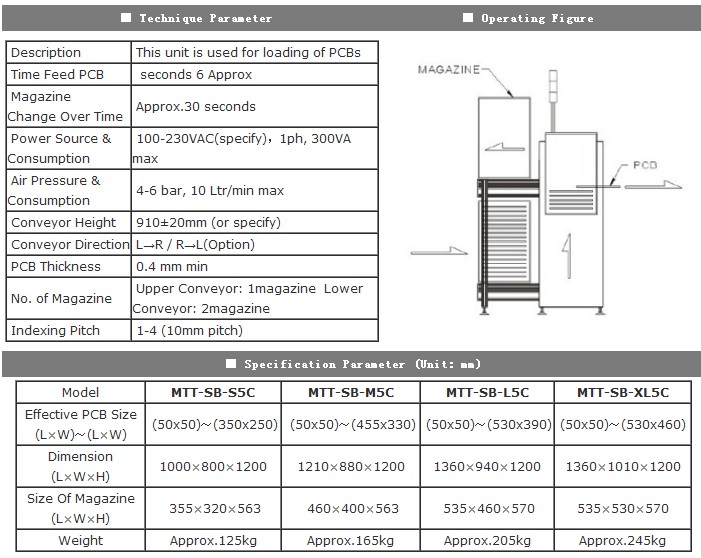 ■ Technique Parameter
■ Operating Figure
Description This unit is used for loading of PCBs
Time Feed PCB seconds 6 Approx
Magazine
Change Over Time Approx.30 seconds
Power Source &
Consumption 100-230VAC(specify)，1ph, 300VA
max
Air Pressure &
Consumption 4-6 bar, 10 Ltr/min max
Conveyor Height 910±20mm (or specify)
Conveyor Direction L→R / R→L(Option)
PCB Thickness 0.4 mm min
No. of Magazine Upper Conveyor: 1magazine Lower
Conveyor: 2magazine
Indexing Pitch 1-4 (10mm pitch)
MAGAZINE
PCB
■ Specification Parameter (Unit: mm)
Model MTT-SB-S5C MTT-SB-M5C MTT-SB-L5C MTT-SB-XL5C
Effective PCB Size
(L×W)～(L×W) (50x50)～(350x250) (50x50)～(455x330) (50x50)～(530x390) (50x50)～(530x460)
Dimension
(L×W×H) 1000×800×1200 1210×880×1200 1360×940×1200 1360×1010×1200
Size Of Magazine
(L×W×H) 355×320×563 460×400×563 535×460×570 535×530×570
Weight Approx.125kg Approx.165kg Approx.205kg Approx.245kg